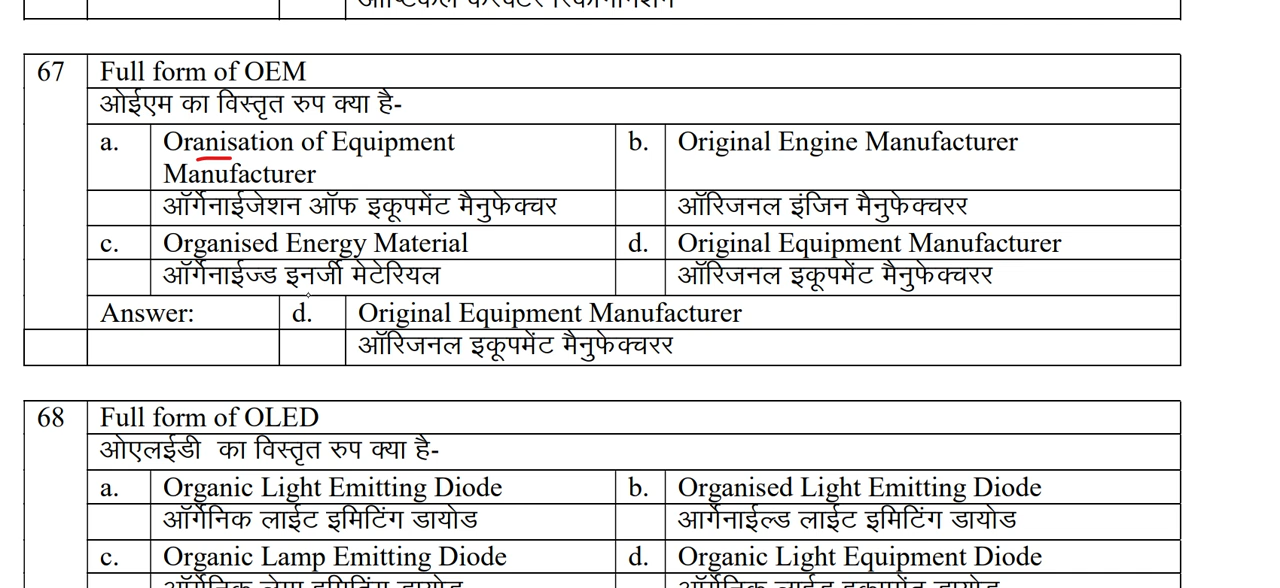 67 Full form of OEM
ओईएम का विस्तृत रुप क्या है-
a. Oranisation of Equipment Manufacturer b. Original Engine Manufacturer
ऑर्गेनाईजेशन ऑफ इकूपमेंट मैनुफेक्चर ऑरिजनल इंजिन मैनुफेक्चरर
c. Organised Energy Material d. Original Equipment Manufacturer
ऑर्गेनाईज्ड इनर्जी मेटेरियल ऑरिजनल इकूपमेंट मैनुफेक्चरर
Answer: d. Original Equipment Manufacturer
ऑरिजनल इकूपमेंट मैनुफेक्चरर
68 Full form of OLED
ओएलईडी का विस्तृत रुप क्या है-
a. Organic Light Emitting Diode b. Organised Light Emitting Diode
ऑर्गेनिक लाईट इमिटिंग डायोड आर्गेनाईल्ड लाईट इमिटिंग डायोड
c. Organic Lamp Emitting Diode d. Organic Light Equipment Diode